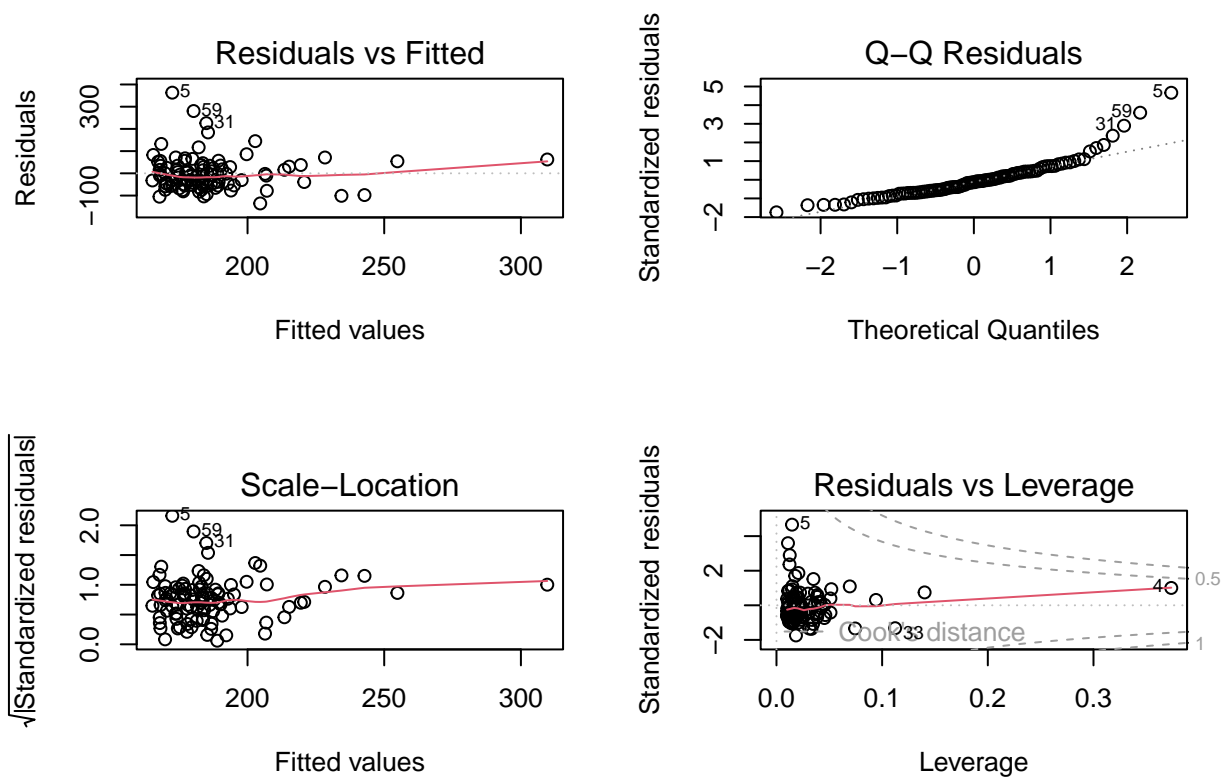 Residuals vs Fitted
Residuals
300
−100
5
59
31
200 250 300
Fitted values
Q−Q Residuals
Standardized residuals
5
3
1
−2
5
59
31
−2 −1 0 1 2
Theoretical Quantiles
Scale−Location
√|Standardized residuals|
2.0
1.0
0.0
5
59
31
200 250 300
Fitted values
Residuals vs Leverage
Standardized residuals
2
0
−2
5
4
33
Cook's distance
0.5
1
0.0 0.1 0.2 0.3
Leverage